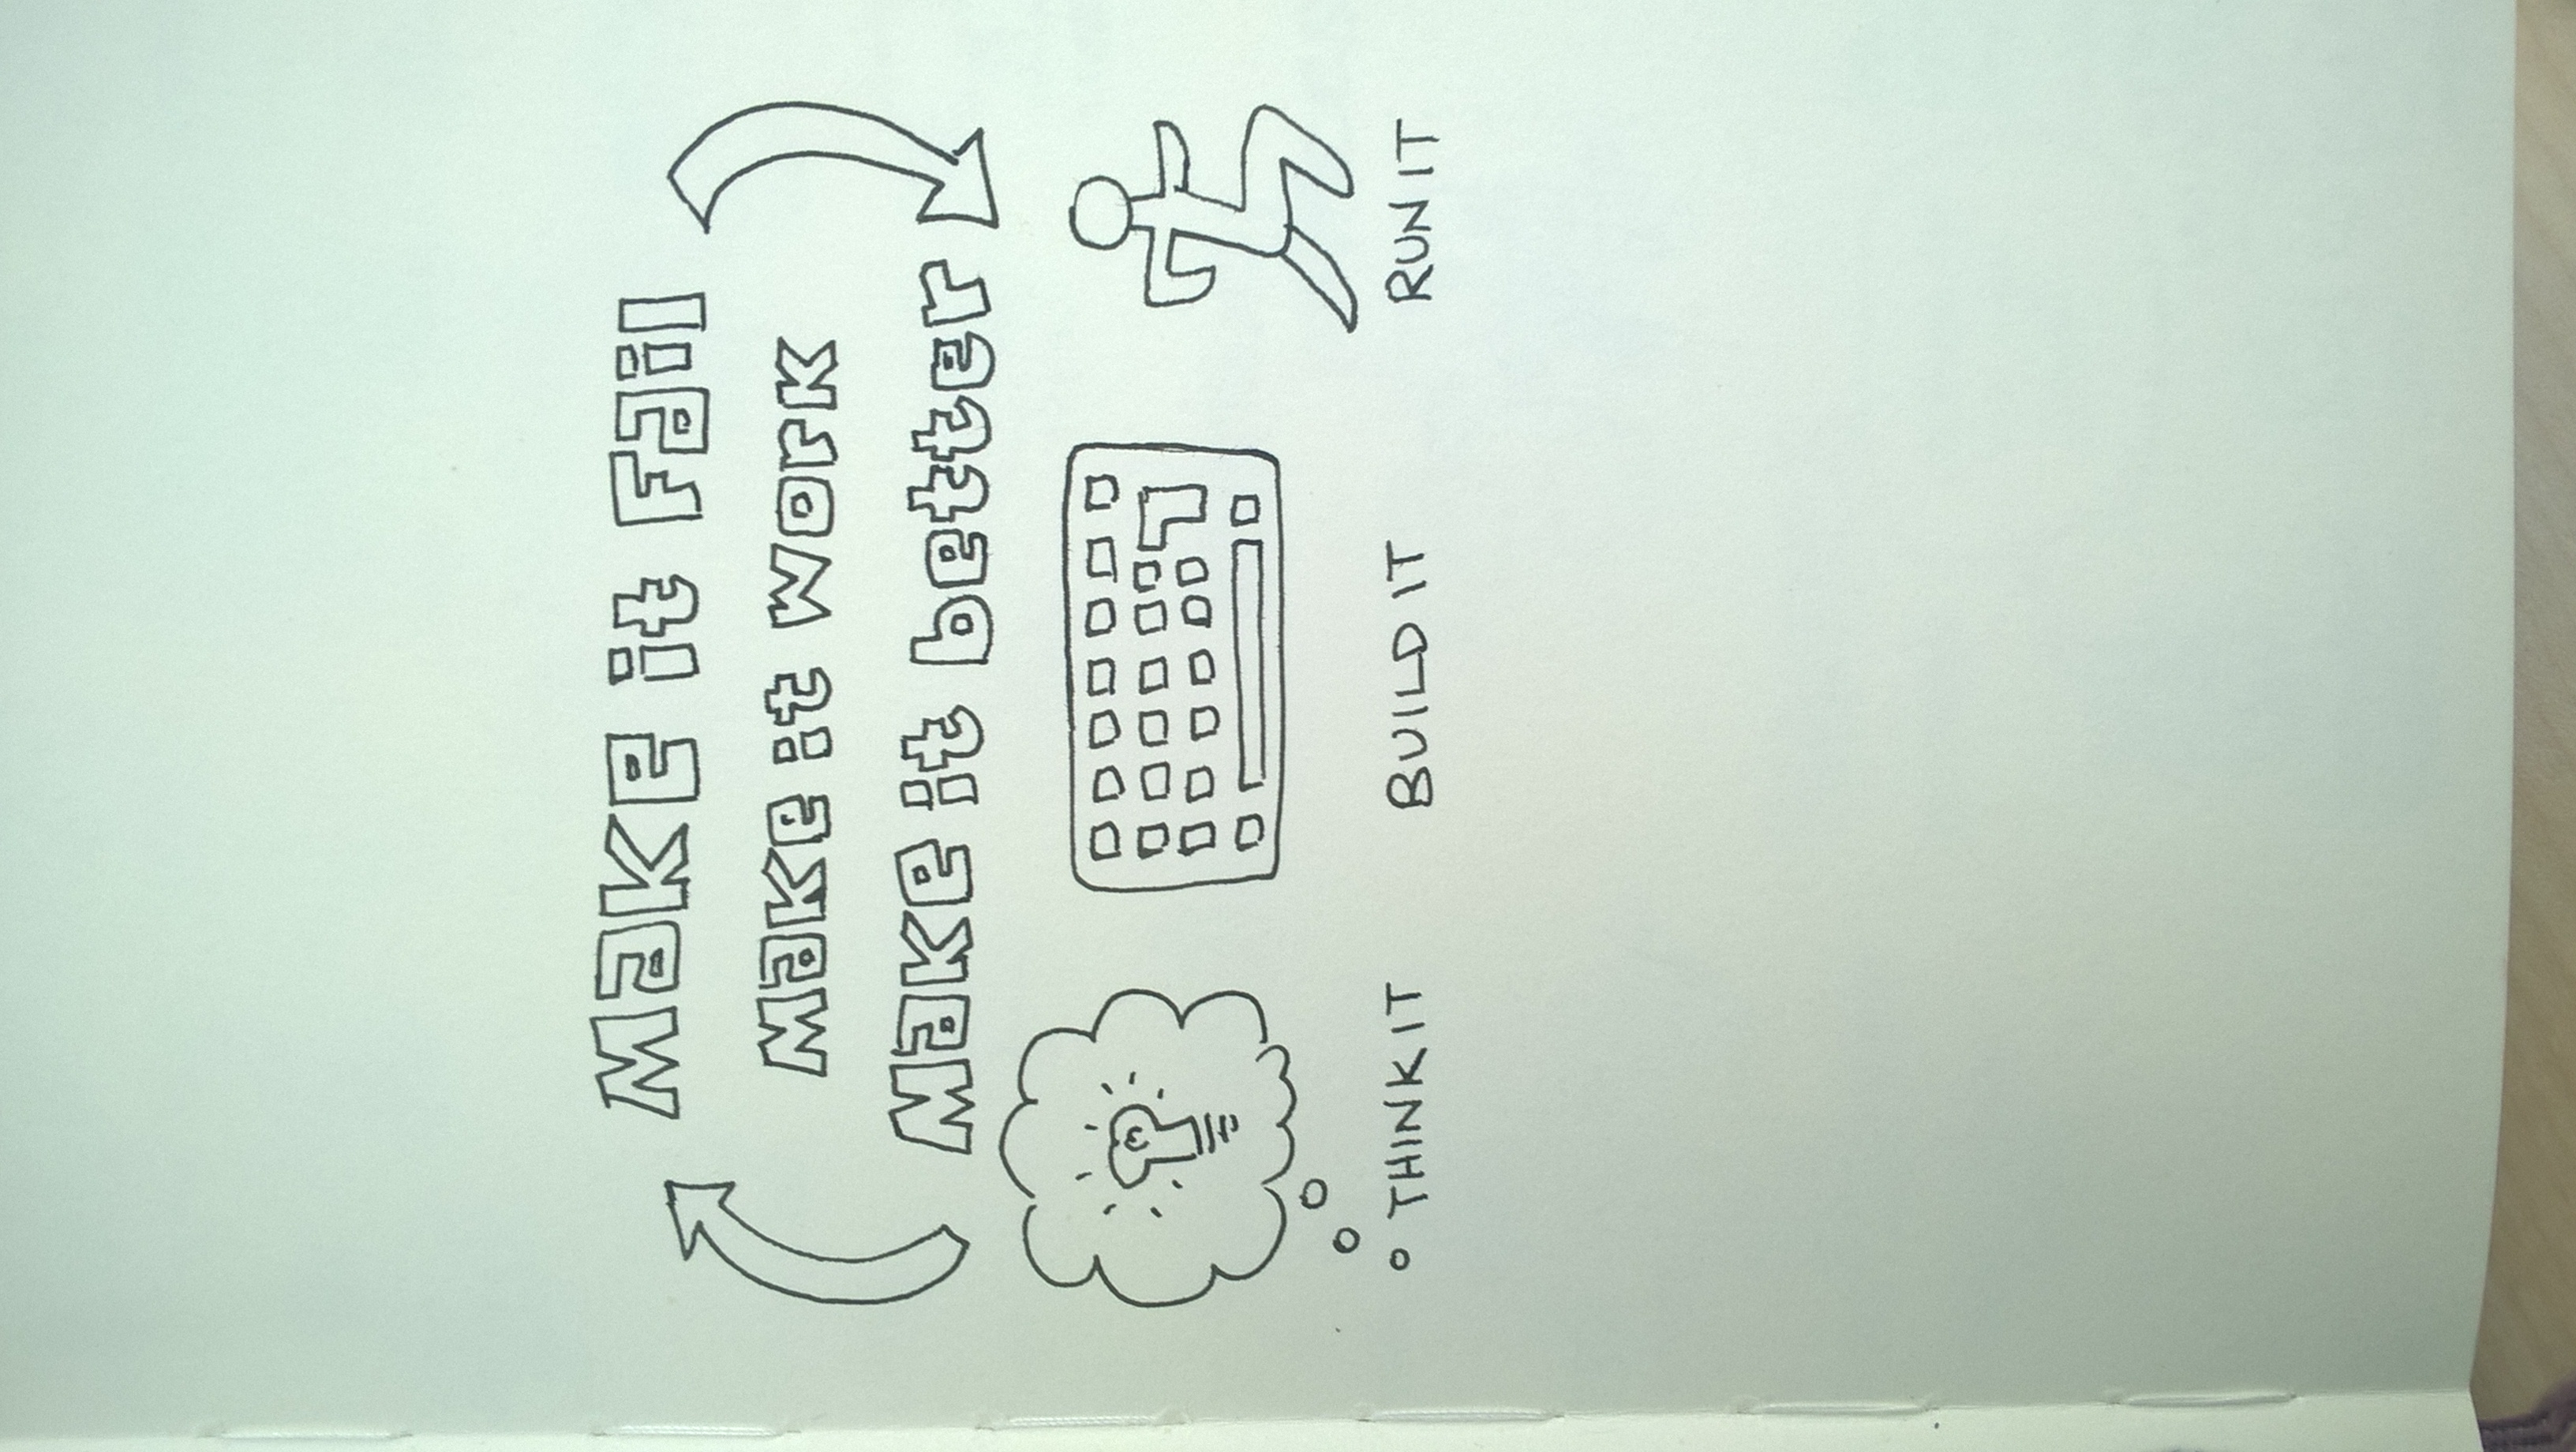 Make it Fail
Make it work
Make it better
THINK IT
BUILD IT
RUN IT